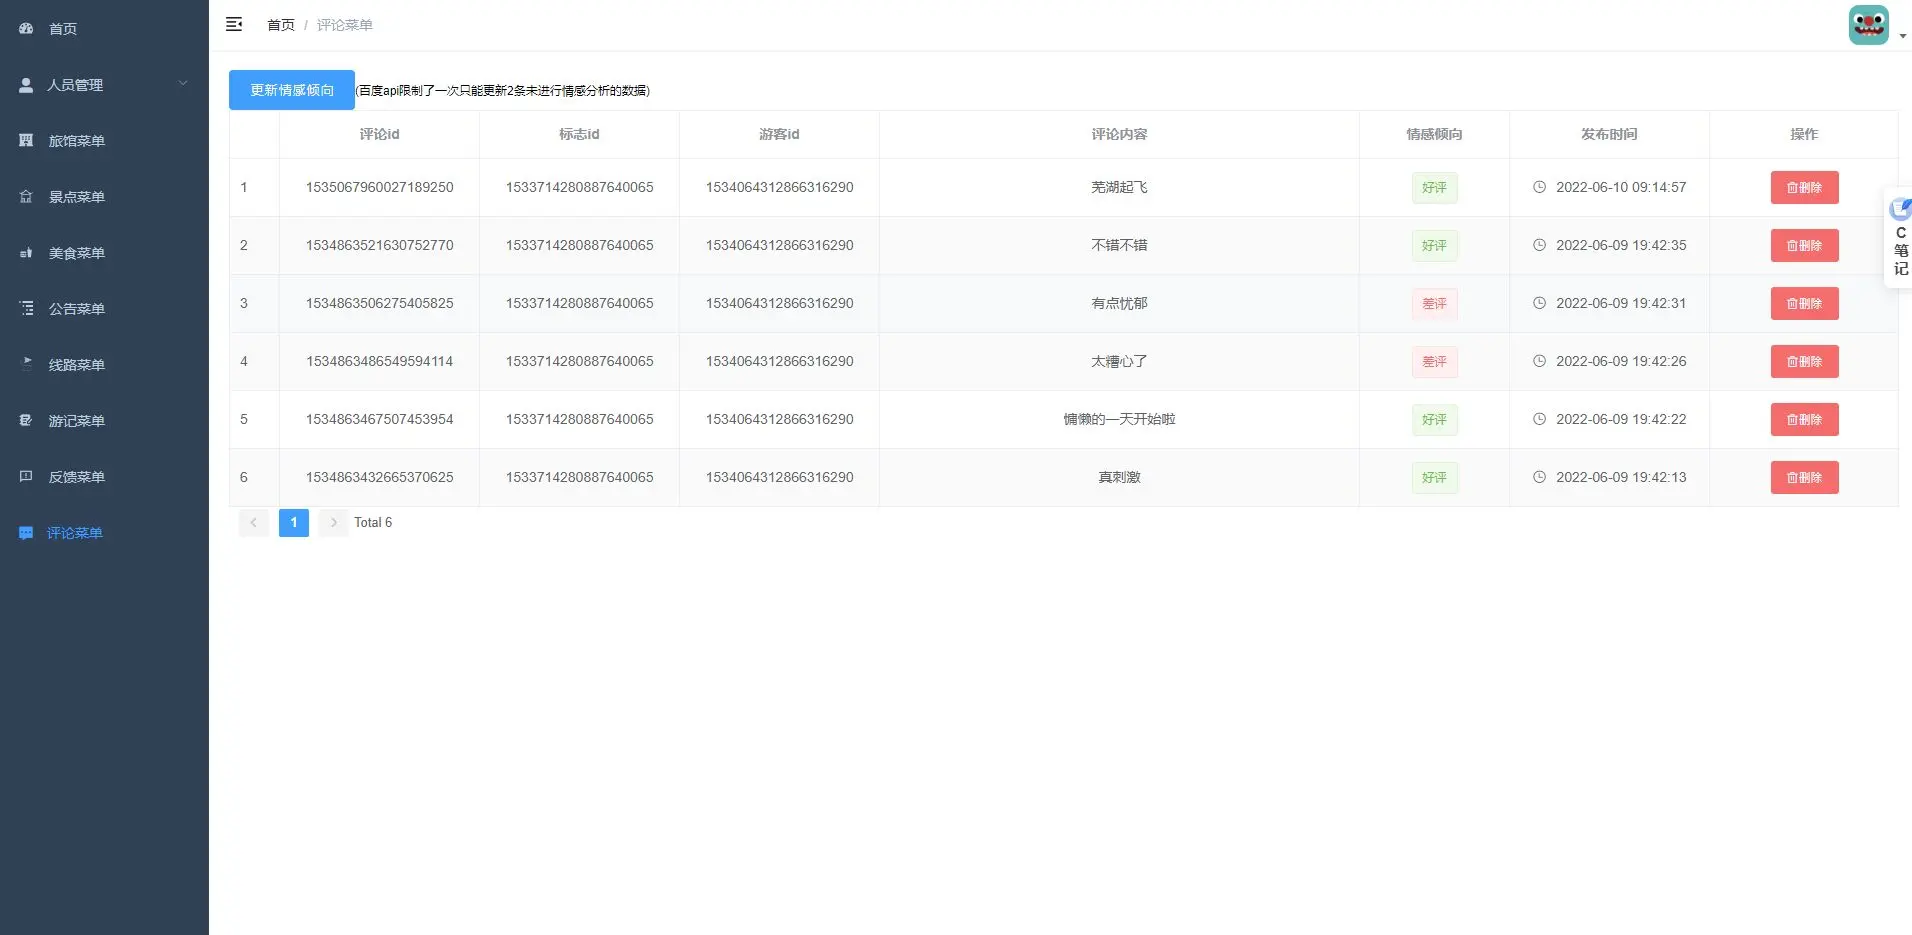 首页
人员管理
旅馆菜单
景点菜单
美食菜单
公告菜单
线路菜单
游记菜单
反馈菜单
评论菜单
首页 / 评论菜单
更新情感倾向 (百度api限制了一次只能更新2条未进行情感分析的数据)
评论id 标志id 游客id 评论内容 情感倾向 发布时间 操作
1 1535067960027189250 1533714280887640065 1534064312866316290 芜湖起飞 好评 2022-06-10 09:14:57 删除
2 1534863521630752770 1533714280887640065 1534064312866316290 不错不错 好评 2022-06-09 19:42:35 删除
3 1534863506275405825 1533714280887640065 1534064312866316290 有点忧郁 差评 2022-06-09 19:42:31 删除
4 1534863486549594114 1533714280887640065 1534064312866316290 太糟心了 差评 2022-06-09 19:42:26 删除
5 1534863467507453954 1533714280887640065 1534064312866316290 慵懒的一天开始啦 好评 2022-06-09 19:42:22 删除
6 1534863432665370625 1533714280887640065 1534064312866316290 真刺激 好评 2022-06-09 19:42:13 删除
1 Total 6
C
笔
记